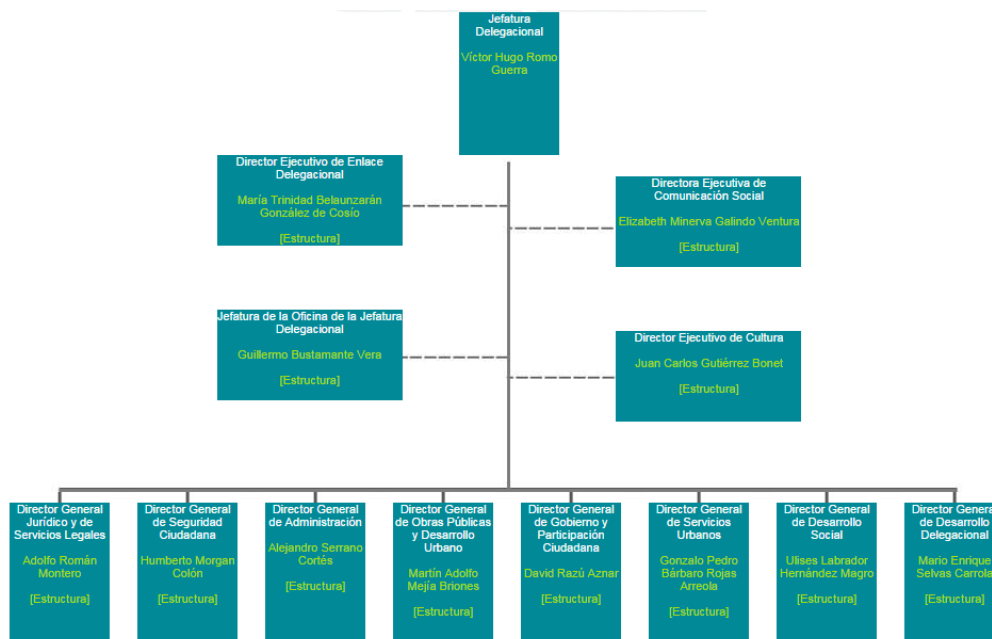 Jefatura
Delegacional
Víctor Hugo Romo
Guerra
Director Ejecutivo de Enlace
Delegacional
María Trinidad Belaunzarán
González de Cosío
[Estructura]
Directora Ejecutiva de
Comunicación Social
Elizabeth Minerva Galindo Ventura
[Estructura]
Jefatura de la Oficina de la Jefatura
Delegacional
Guillermo Bustamante Vera
[Estructura]
Director Ejecutivo de Cultura
Juan Carlos Gutiérrez Bonet
[Estructura]
Director General
Jurídico y de
Servicios Legales
Adolfo Román
Montero
[Estructura]
Director General
de Seguridad
Ciudadana
Humberto Morgan
Colón
[Estructura]
Director General
de Administración
Alejandro Serrano
Cortés
[Estructura]
Director General
de Obras Públicas
y Desarrollo
Urbano
Martín Adolfo
Mejía Briones
[Estructura]
Director General
de Gobierno y
Participación
Ciudadana
David Razú Aznar
[Estructura]
Director General
de Servicios
Urbanos
Gonzalo Pedro
Bárbaro Rojas
Arreola
[Estructura]
Director General
de Desarrollo
Social
Ulises Labrador
Hernández Magro
[Estructura]
Director General
de Desarrollo
Delegacional
Mario Enrique
Selvas Carrola
[Estructura]